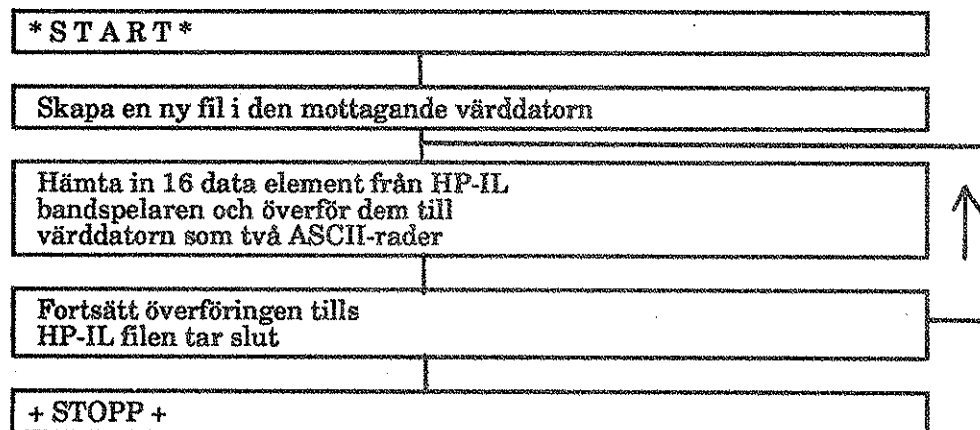 * S T A R T *
Skapa en ny fil i den mottagande värddatorn
Hämta in 16 data element från HP-IL
bandspelaren och överför dem till
värddatorn som två ASCII-rader
Fortsätt överföringen tills
HP-IL filen tar slut
+ STOPP +